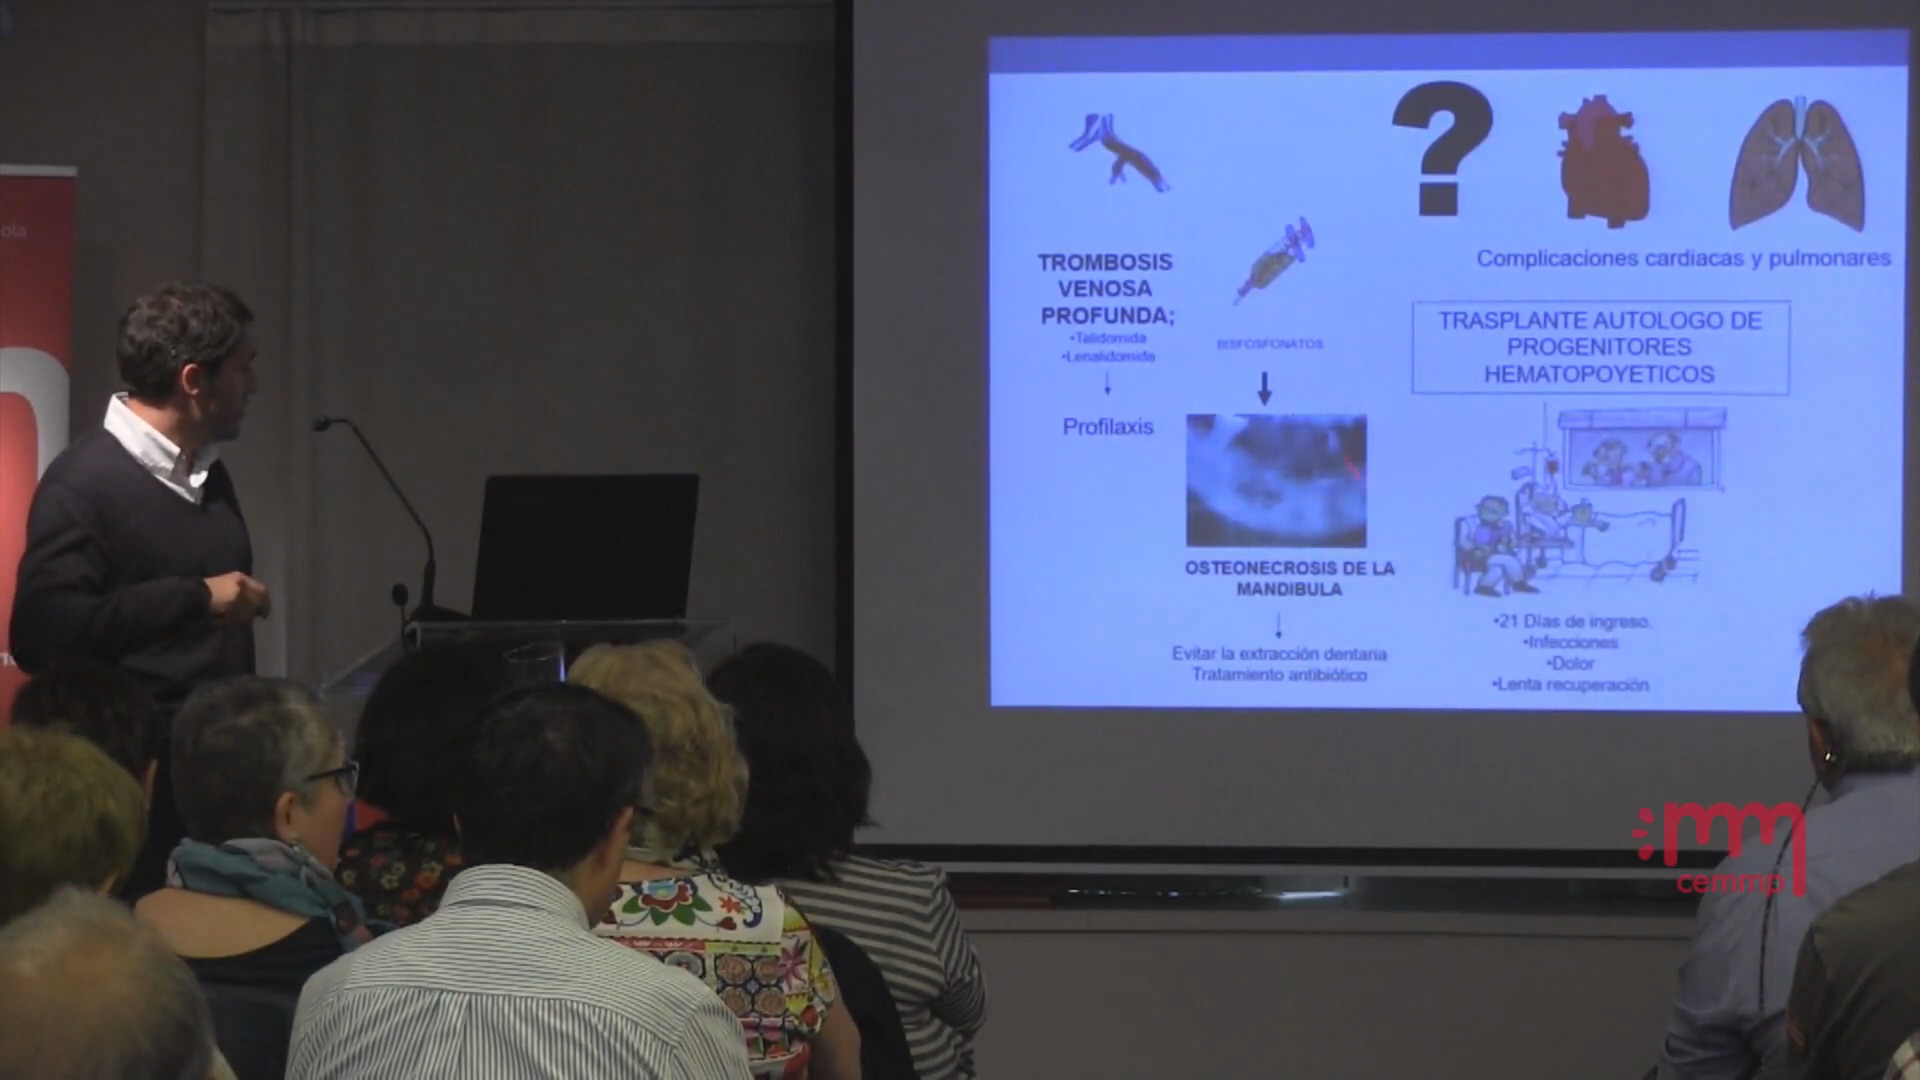 ola
TROMBOSIS
VENOSA
PROFUNDA;
•Talidomida
•Lenalidomida
Profilaxis
BISFOSFONATOS
OSTEONECROSIS DE LA
MANDIBULA
Evitar la extracción dentaria
Tratamiento antibiótico
?
Complicaciones cardiacas y pulmonares
TRASPLANTE AUTOLOGO DE
PROGENITORES
HEMATOPOYETICOS
•21 Días de ingreso.
•Infecciones
•Dolor
•Lenta recuperación
cemmp